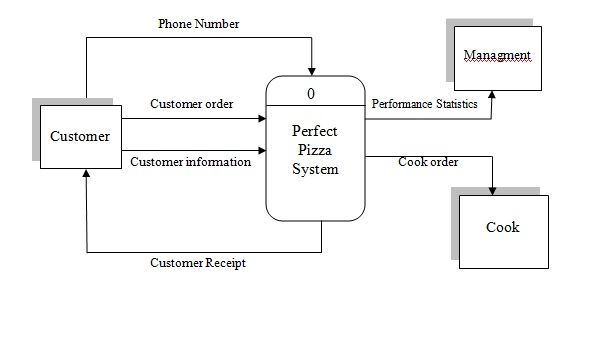 Phone Number
Managment
0
Customer order
Performance Statistics
Customer
Perfect
Pizza
System
Customer information
Cook order
Cook
Customer Receipt